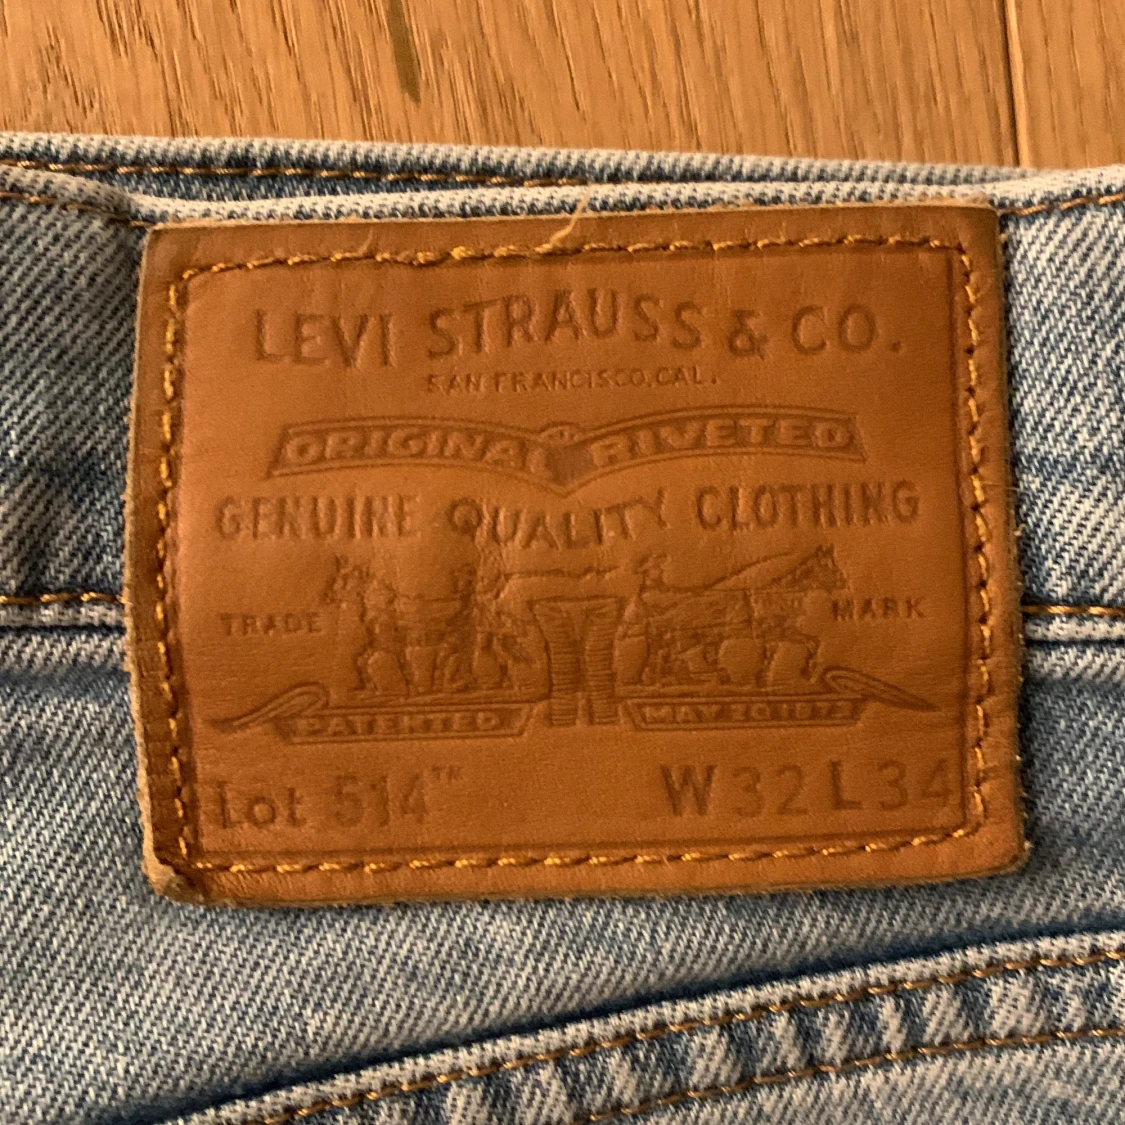 LEVI STRAUSS & CO.
SAN FRANCISCO, CAL.
ORIGINAL RIVETED
GENUINE QUALITY CLOTHING
TRADE MARK
PATENTED MAY 20 1873
Lot 514™ W32 L34